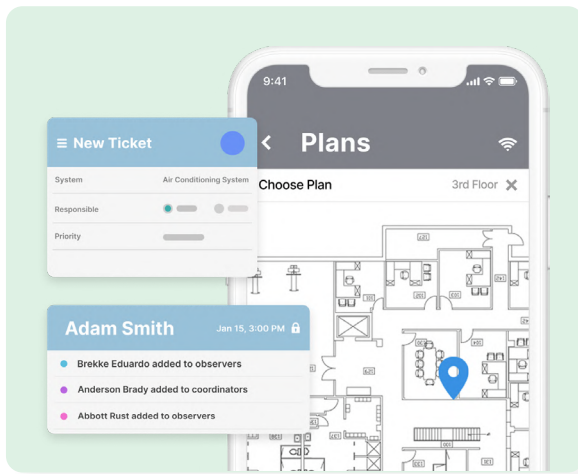 9:41
Plans
Choose Plan
3rd Floor
New Ticket
System
Air Conditioning System
Responsible
Priority
Adam Smith
Jan 15, 3:00 PM
Brekke Eduardo added to observers
Anderson Brady added to coordinators
Abbott Rust added to observers